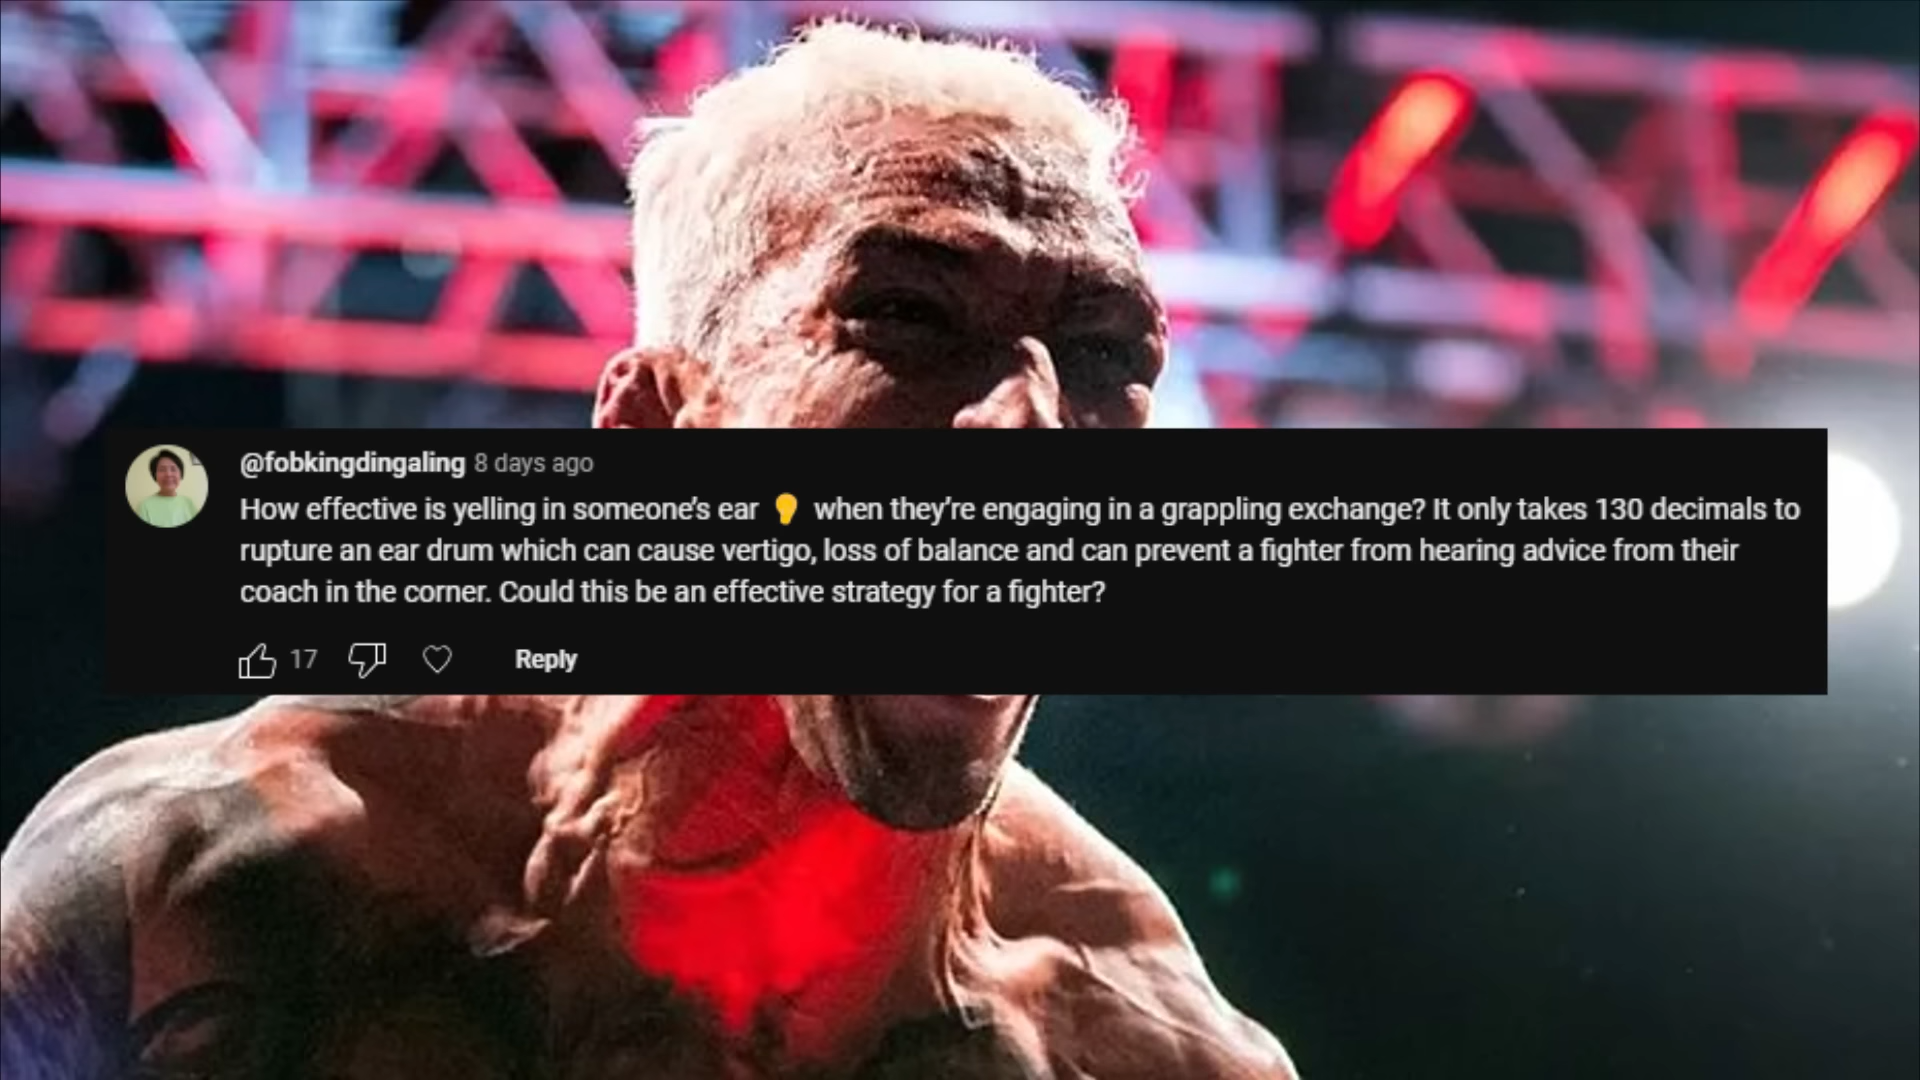 @fobkingdingaling 8 days ago
How effective is yelling in someone’s ear 👂 when they’re engaging in a grappling exchange? It only takes 130 decimals to
rupture an ear drum which can cause vertigo, loss of balance and can prevent a fighter from hearing advice from their
coach in the corner. Could this be an effective strategy for a fighter?
17 Reply